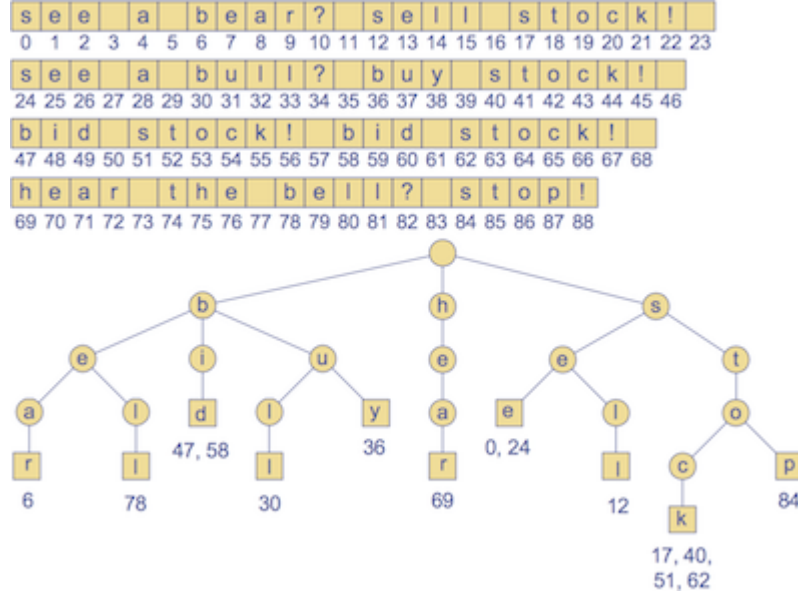 s e e a b e a r ? s e l l s t o c k !
0 1 2 3 4 5 6 7 8 9 10 11 12 13 14 15 16 17 18 19 20 21 22 23
s e e a b u l l ? b u y s t o c k !
24 25 26 27 28 29 30 31 32 33 34 35 36 37 38 39 40 41 42 43 44 45 46
b i d s t o c k ! b i d s t o c k !
47 48 49 50 51 52 53 54 55 56 57 58 59 60 61 62 63 64 65 66 67 68
h e a r t h e b e l l ? s t o p !
69 70 71 72 73 74 75 76 77 78 79 80 81 82 83 84 85 86 87 88
b h s
e i u e e t
a l d l y a e l o
47, 58 36 0, 24
r l l r l c p
6 78 30 69 12 84
k
17, 40,
51, 62